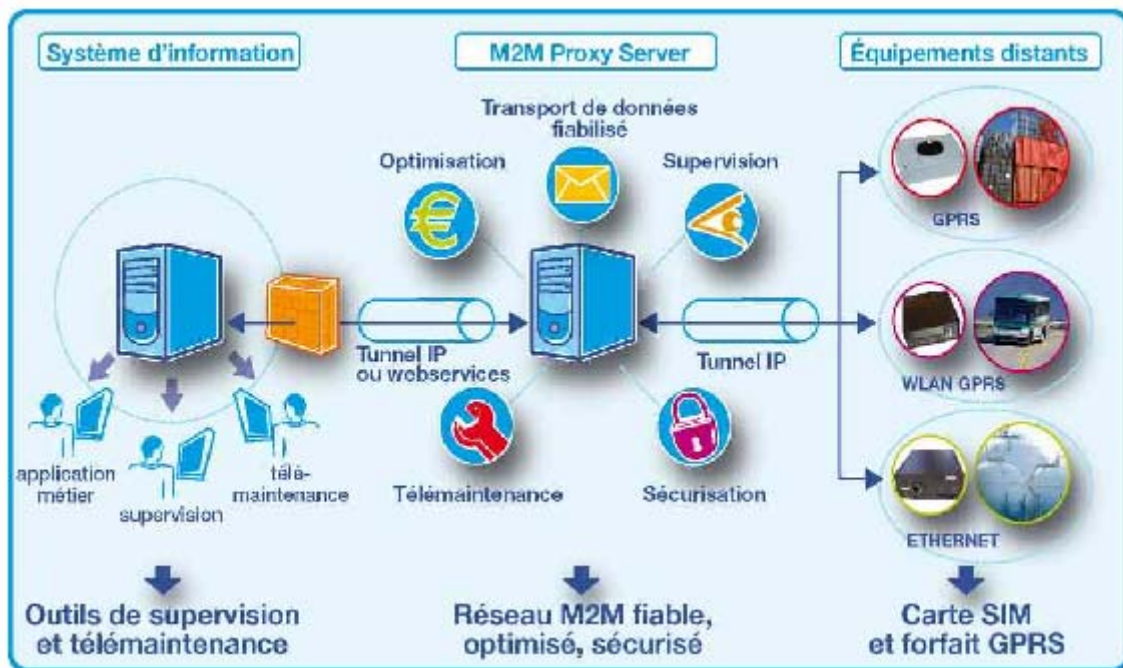 Système d'information
M2M Proxy Server
Équipements distants
Transport de données
fiabilisé
Optimisation
Supervision
GPRS
Tunnel IP
ou webservices
Tunnel IP
WLAN GPRS
application
métier
supervision
télé-
maintenance
Télémaintenance
Sécurisation
ETHERNET
Outils de supervision
et télémaintenance
Réseau M2M fiable,
optimisé, sécurisé
Carte SIM
et forfait GPRS